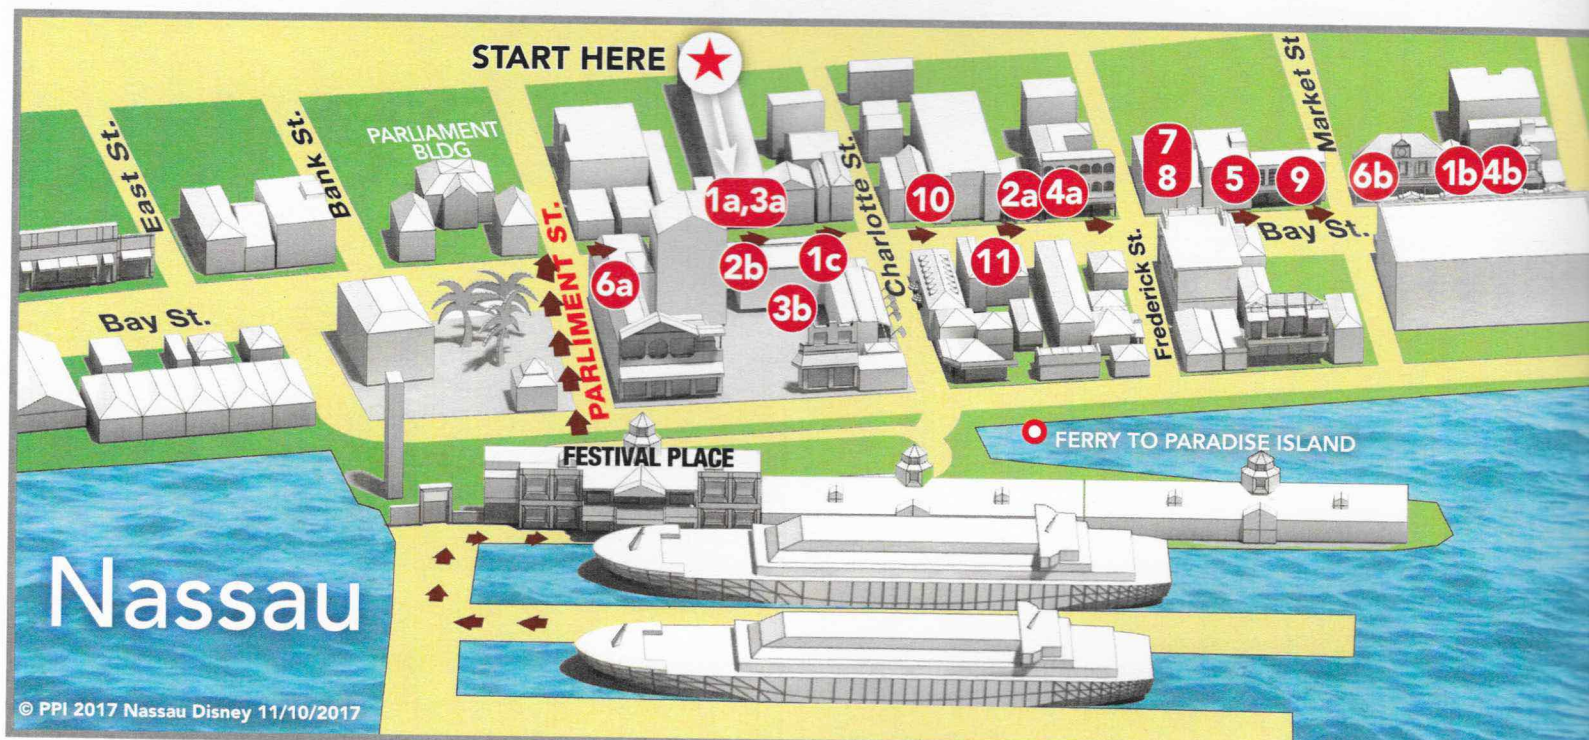 START HERE
East St.
Bank St.
PARLIAMENT
BLDG
PARLIMENT ST.
Charlotte St.
Frederick St.
Market St
7
8
5
9
6b
1b
4b
1a,3a
10
2a
4a
Bay St.
6a
2b
1c
3b
11
Bay St.
FERRY TO PARADISE ISLAND
FESTIVAL PLACE
Nassau
© PPI 2017 Nassau Disney 11/10/2017